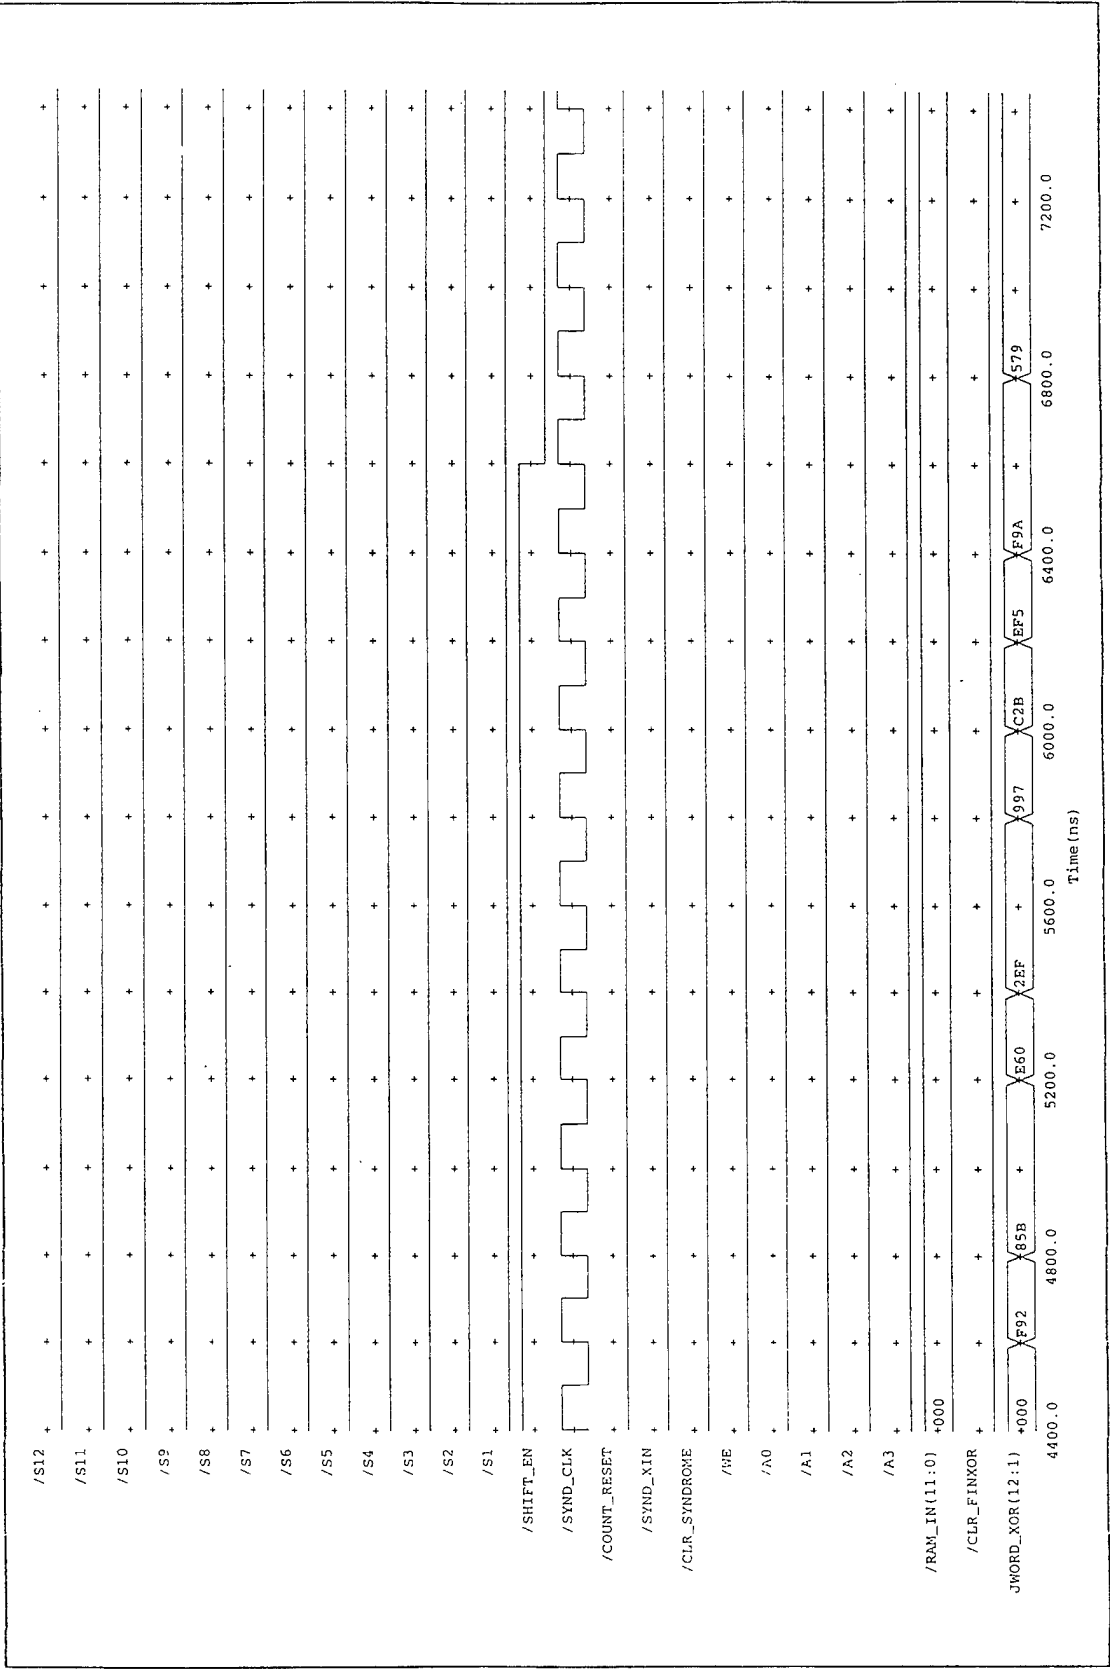 /S12
/S11
/S10
/S9
/S8
/S7
/S6
/S5
/S4
/S3
/S2
/S1
/SHIFT_EN
/SYND_CLK
/COUNT_RESET
/SYND_XIN
/CLR_SYNDROME
/WE
/A0
/A1
/A2
/A3
/RAM_IN(11:0) 000
/CLR_FINXOR
JWORD_XOR(12:1) 000 F92 85B E60 2EF 997 C2B EF5 F9A 579
4400.0 4800.0 5200.0 5600.0 6000.0 6400.0 6800.0 7200.0
Time(ns)